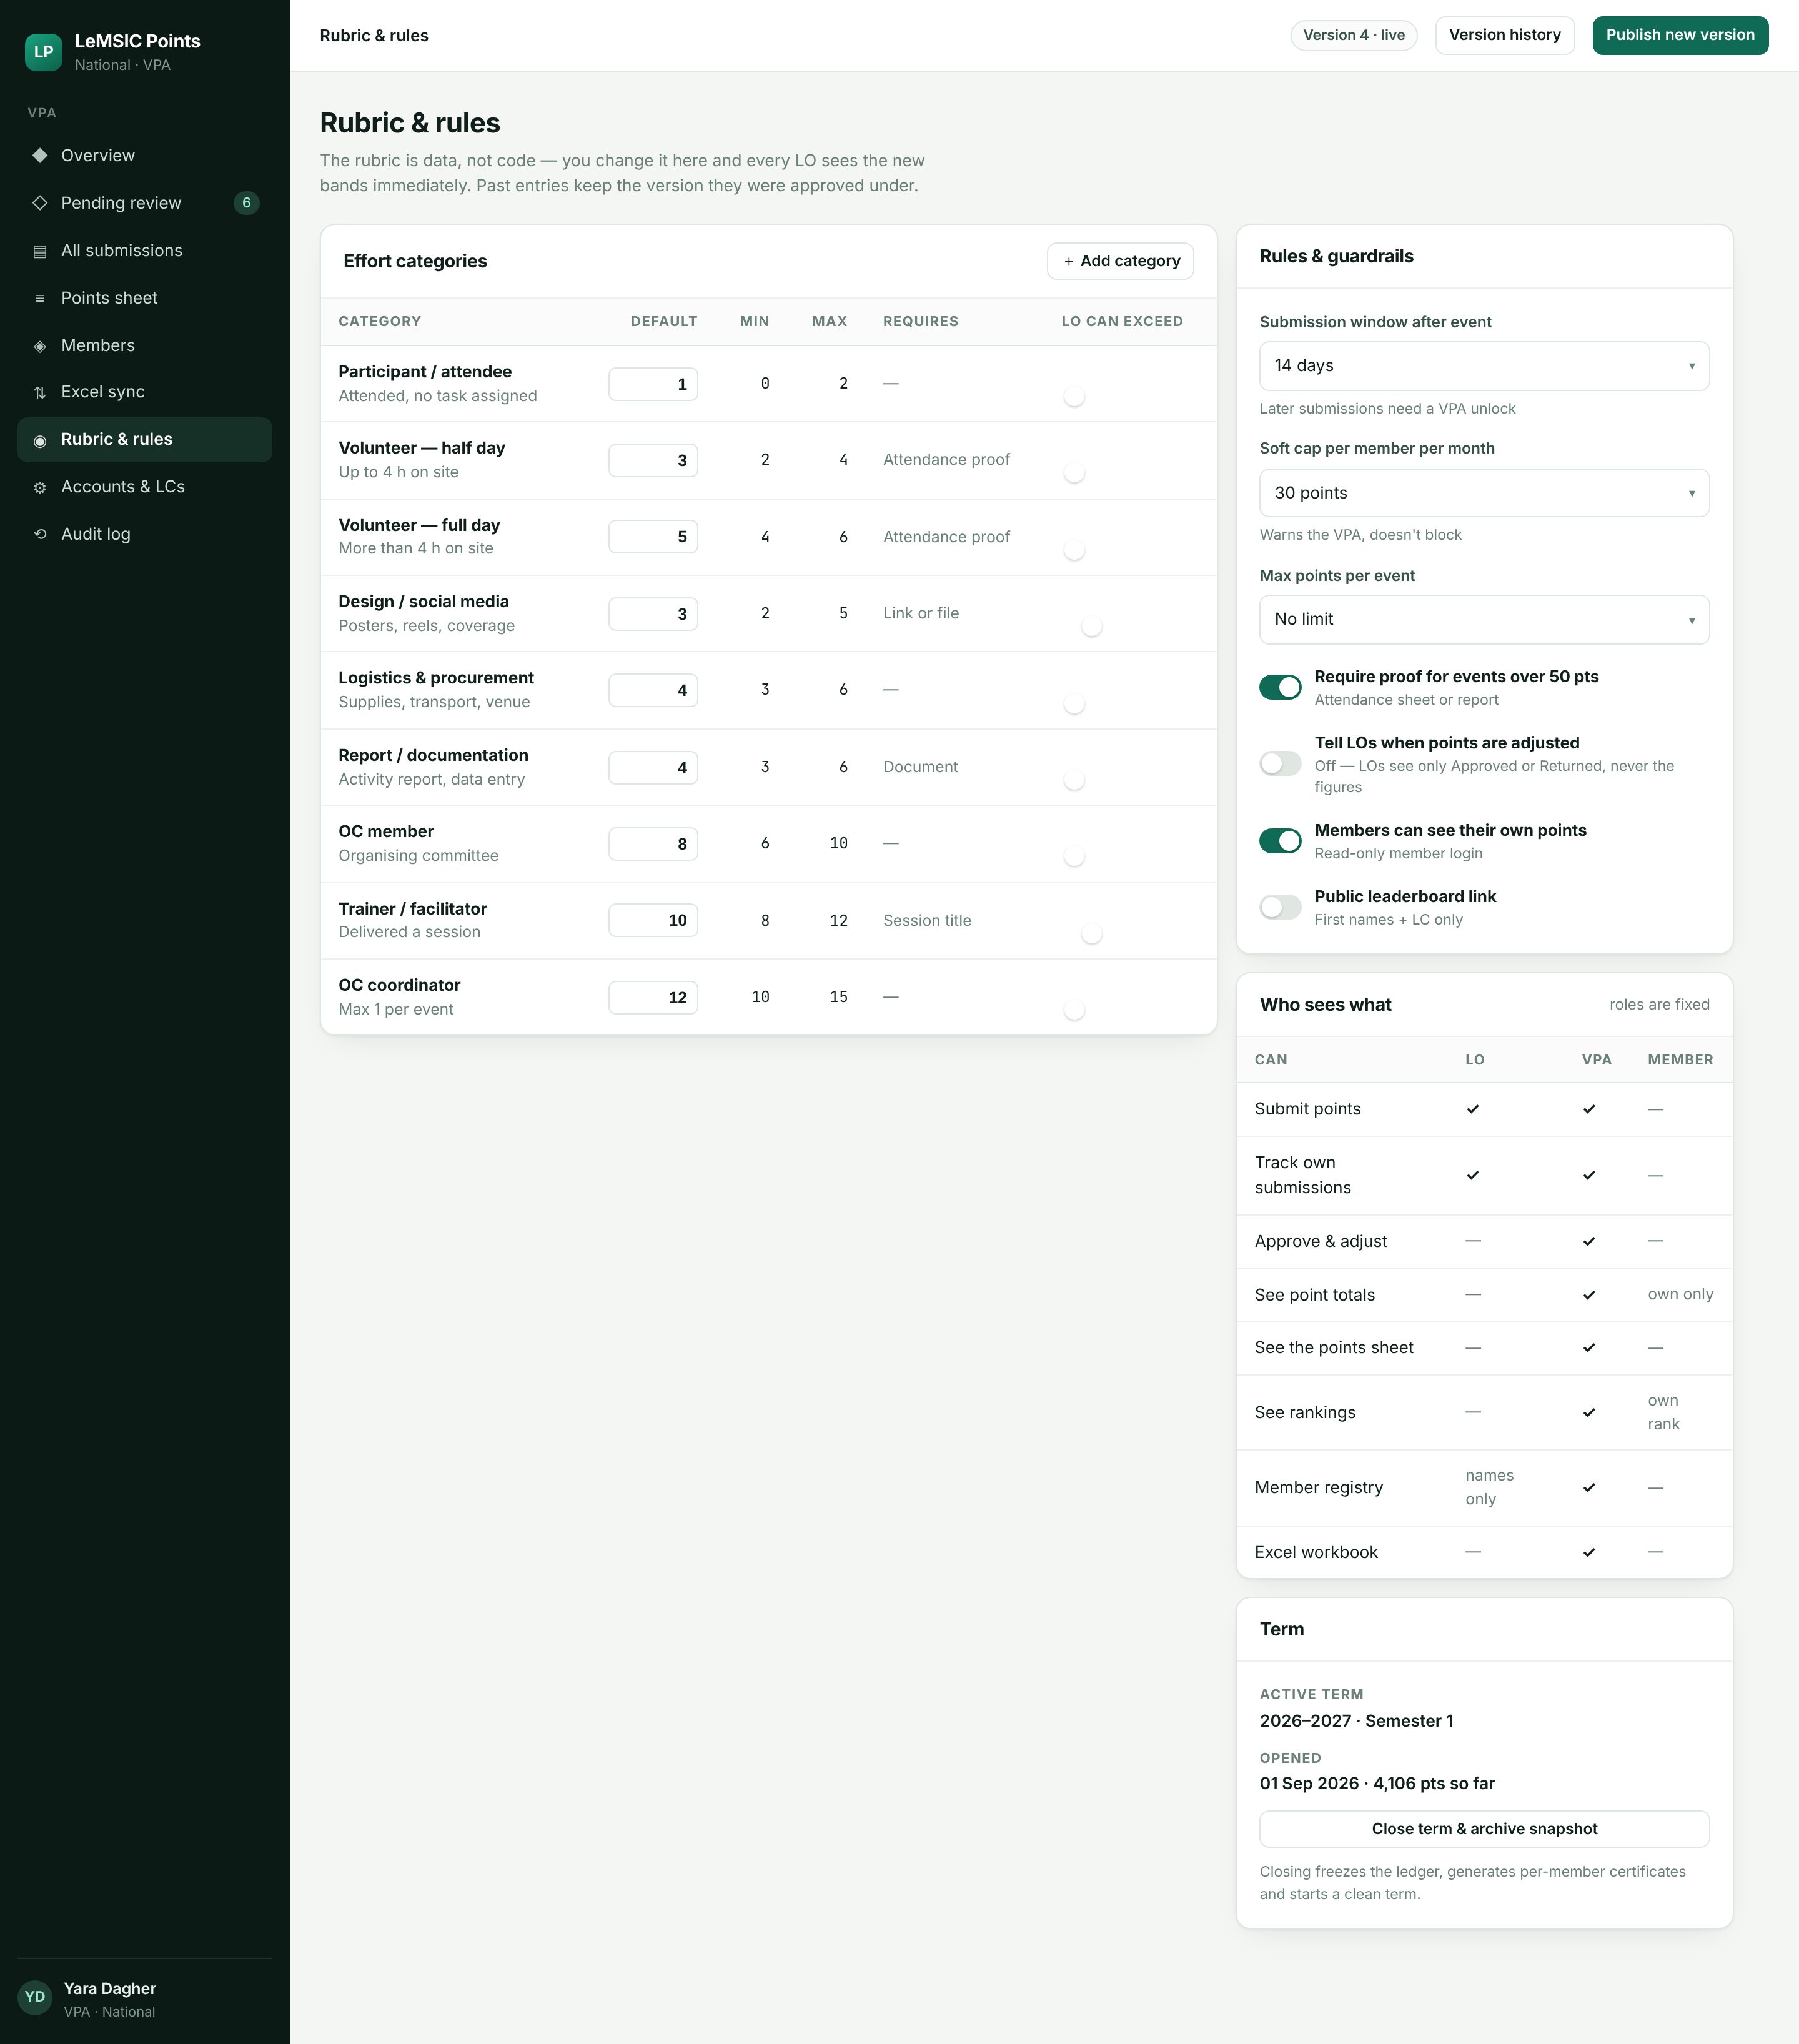 LP
LeMSIC Points
National · VPA
VPA
Overview
Pending review 6
All submissions
Points sheet
Members
Excel sync
Rubric & rules
Accounts & LCs
Audit log
YD
Yara Dagher
VPA · National
Rubric & rules
Version 4 · live
Version history
Publish new version
Rubric & rules
The rubric is data, not code — you change it here and every LO sees the new
bands immediately. Past entries keep the version they were approved under.
Effort categories
+ Add category
CATEGORY DEFAULT MIN MAX REQUIRES LO CAN EXCEED
Participant / attendee
Attended, no task assigned
1 0 2 —
Volunteer — half day
Up to 4 h on site
3 2 4 Attendance proof
Volunteer — full day
More than 4 h on site
5 4 6 Attendance proof
Design / social media
Posters, reels, coverage
3 2 5 Link or file
Logistics & procurement
Supplies, transport, venue
4 3 6 —
Report / documentation
Activity report, data entry
4 3 6 Document
OC member
Organising committee
8 6 10 —
Trainer / facilitator
Delivered a session
10 8 12 Session title
OC coordinator
Max 1 per event
12 10 15 —
Rules & guardrails
Submission window after event
14 days
Later submissions need a VPA unlock
Soft cap per member per month
30 points
Warns the VPA, doesn't block
Max points per event
No limit
Require proof for events over 50 pts
Attendance sheet or report
Tell LOs when points are adjusted
Off — LOs see only Approved or Returned, never the
figures
Members can see their own points
Read-only member login
Public leaderboard link
First names + LC only
Who sees what
roles are fixed
CAN LO VPA MEMBER
Submit points ✓ ✓ —
Track own
submissions
✓ ✓ —
Approve & adjust — ✓ —
See point totals — ✓ own only
See the points sheet — ✓ —
See rankings — ✓ own
rank
Member registry names
only
✓ —
Excel workbook — ✓ —
Term
ACTIVE TERM
2026–2027 · Semester 1
OPENED
01 Sep 2026 · 4,106 pts so far
Close term & archive snapshot
Closing freezes the ledger, generates per-member certificates
and starts a clean term.